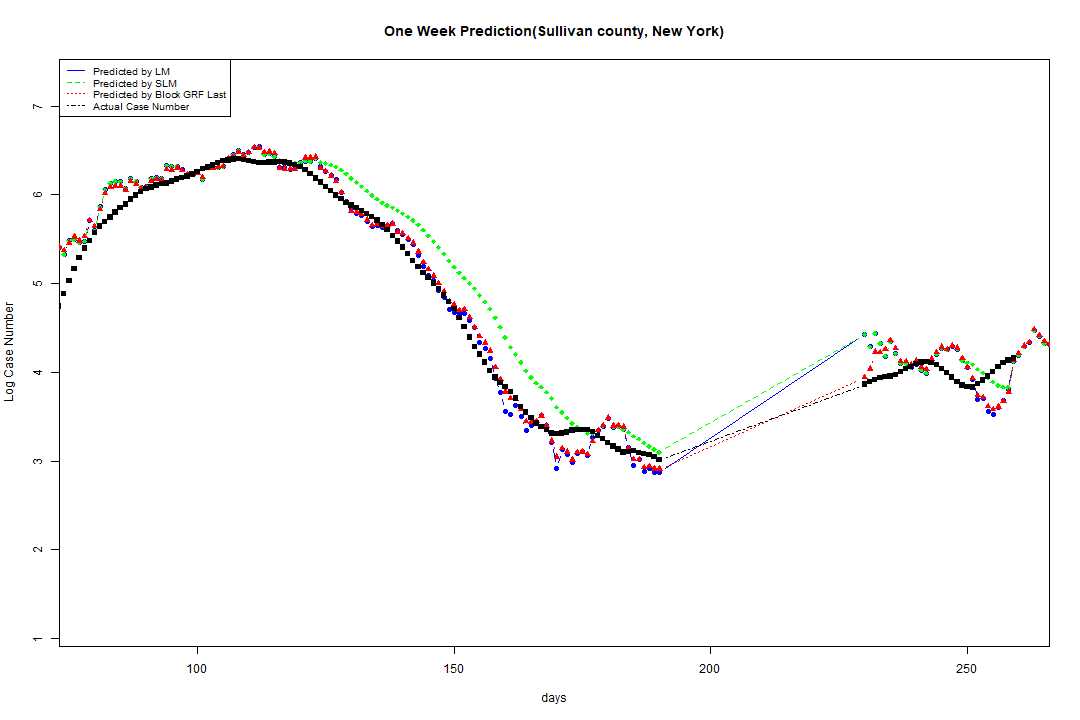 One Week Prediction(Sullivan county, New York)
Predicted by LM
Predicted by SLM
Predicted by Block GRF Last
Actual Case Number
7
6
5
4
3
2
1
Log Case Number
100
150
200
250
days